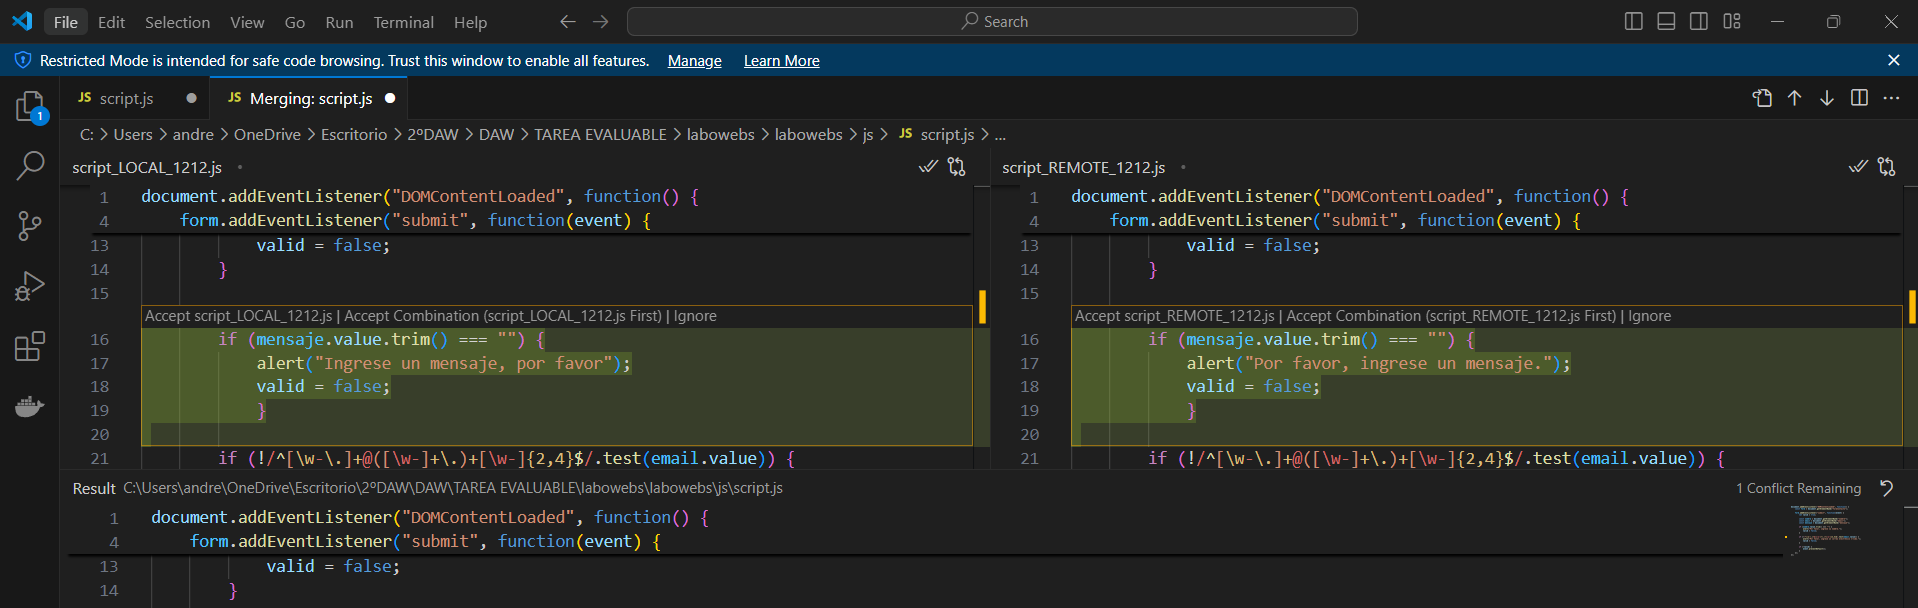 File Edit Selection View Go Run Terminal Help Search
Restricted Mode is intended for safe code browsing. Trust this window to enable all features. Manage Learn More
JS script.js JS Merging: script.js
1
C: > Users > andre > OneDrive > Escritorio > 2ºDAW > DAW > TAREA EVALUABLE > labowebs > labowebs > js > JS script.js > ...
script_LOCAL_1212.js
1 document.addEventListener("DOMContentLoaded", function() {
4 form.addEventListener("submit", function(event) {
13 valid = false;
14 }
15
Accept script_LOCAL_1212.js | Accept Combination (script_LOCAL_1212.js First) | Ignore
16 if (mensaje.value.trim() === "") {
17 alert("Ingrese un mensaje, por favor");
18 valid = false;
19 }
20
21 if (!/^[\w-\.]+@([\w-]+\.)+[\w-]{2,4}$/.test(email.value)) {
script_REMOTE_1212.js
1 document.addEventListener("DOMContentLoaded", function() {
4 form.addEventListener("submit", function(event) {
13 valid = false;
14 }
15
Accept script_REMOTE_1212.js | Accept Combination (script_REMOTE_1212.js First) | Ignore
16 if (mensaje.value.trim() === "") {
17 alert("Por favor, ingrese un mensaje.");
18 valid = false;
19 }
20
21 if (!/^[\w-\.]+@([\w-]+\.)+[\w-]{2,4}$/.test(email.value)) {
Result C:\Users\andre\OneDrive\Escritorio\2ºDAW\DAW\TAREA EVALUABLE\labowebs\labowebs\js\script.js 1 Conflict Remaining
1 document.addEventListener("DOMContentLoaded", function() {
4 form.addEventListener("submit", function(event) {
13 valid = false;
14 }